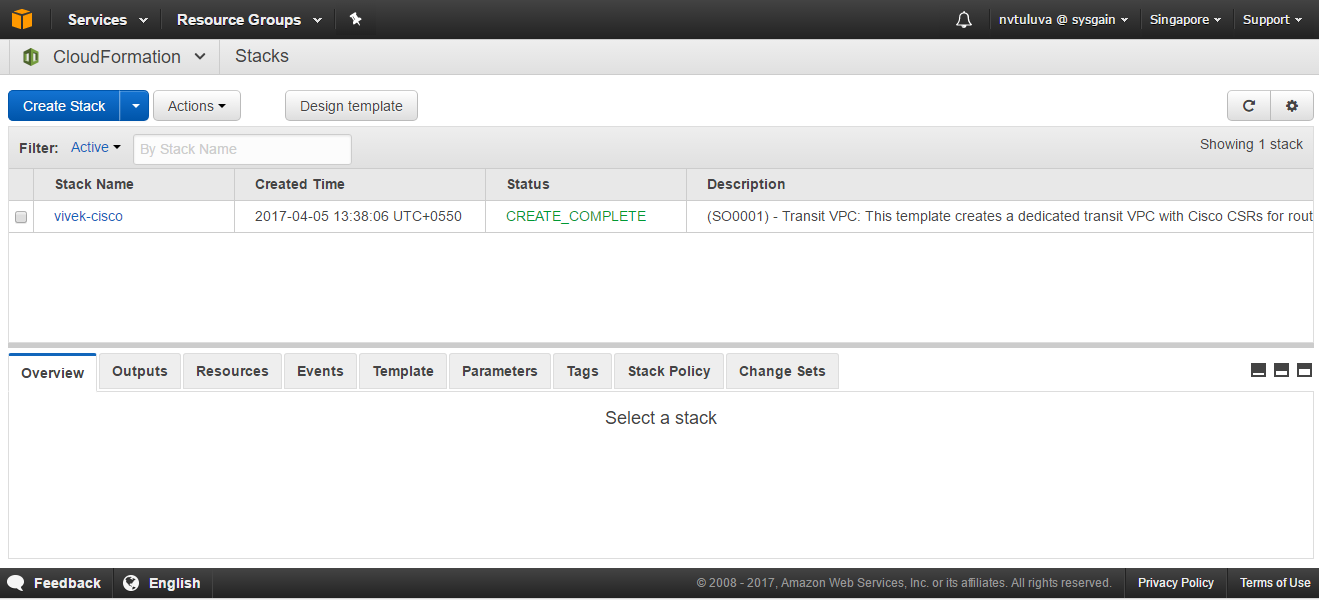 Services Resource Groups nvtuluva @ sysgain Singapore Support
CloudFormation Stacks
Create Stack Actions Design template
Filter: Active By Stack Name Showing 1 stack
Stack Name Created Time Status Description
vivek-cisco 2017-04-05 13:38:06 UTC+0550 CREATE_COMPLETE (SO0001) - Transit VPC: This template creates a dedicated transit VPC with Cisco CSRs for rout
Overview Outputs Resources Events Template Parameters Tags Stack Policy Change Sets
Select a stack
Feedback English © 2008 - 2017, Amazon Web Services, Inc. or its affiliates. All rights reserved. Privacy Policy Terms of Use